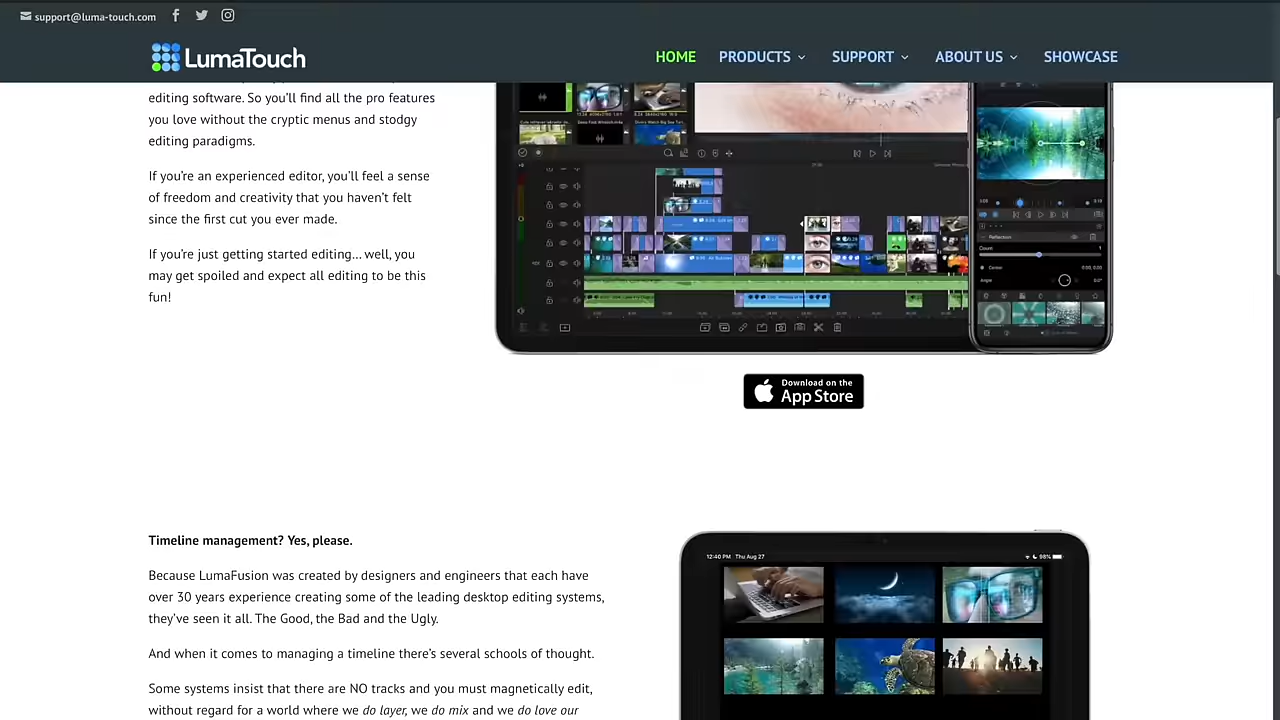 support@luma-touch.com
LumaTouch
HOME PRODUCTS SUPPORT ABOUT US SHOWCASE
editing software. So you'll find all the pro features
you love without the cryptic menus and stodgy
editing paradigms.
If you're an experienced editor, you'll feel a sense
of freedom and creativity that you haven't felt
since the first cut you ever made.
If you're just getting started editing... well, you
may get spoiled and expect all editing to be this
fun!
Reflection
Count
Center
Angle
Download on the
App Store
Timeline management? Yes, please.
Because LumaFusion was created by designers and engineers that each have
over 30 years experience creating some of the leading desktop editing systems,
they've seen it all. The Good, the Bad and the Ugly.
And when it comes to managing a timeline there's several schools of thought.
Some systems insist that there are NO tracks and you must magnetically edit,
without regard for a world where we do layer, we do mix and we do love our
12:40 PM Thu Aug 27
98%